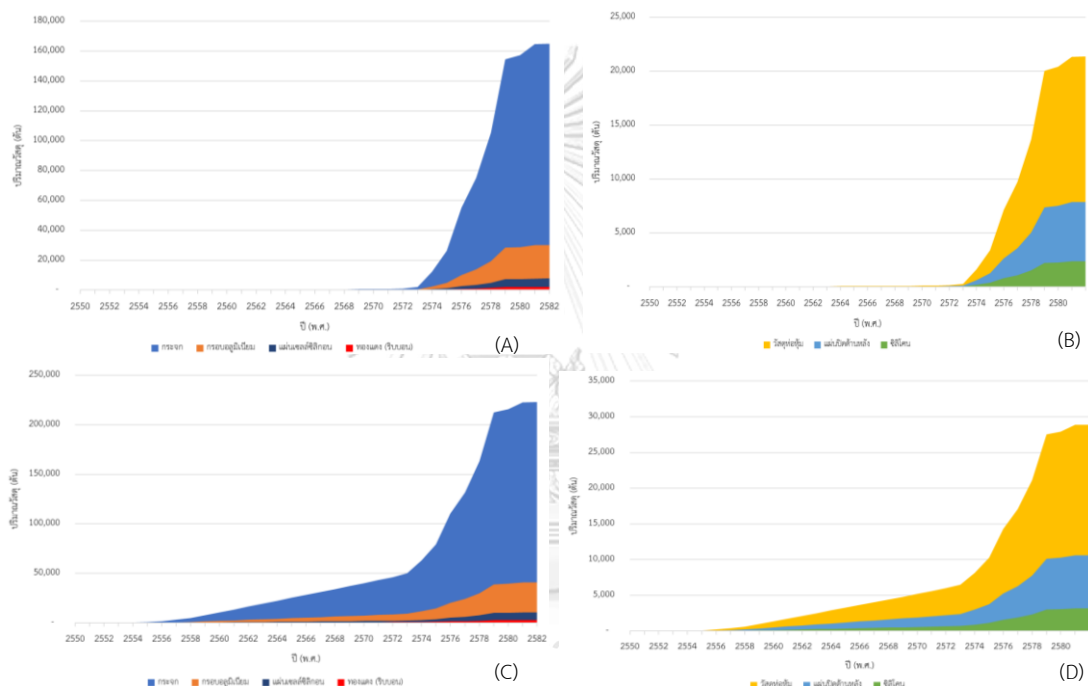 180,000
160,000
140,000
120,000
100,000
80,000
60,000
40,000
20,000
-
ปริมาณวัสดุ (ตัน)
2550 2552 2554 2556 2558 2560 2562 2564 2566 2568 2570 2572 2574 2576 2578 2580 2582
ปี (พ.ศ.)
กระจก กรอบอลูมิเนียม แผ่นเซลล์ซิลิกอน ทองแดง (ริบบอน)
(A)
25,000
20,000
15,000
10,000
5,000
-
ปริมาณวัสดุ (ตัน)
2550 2552 2554 2556 2558 2560 2562 2564 2566 2568 2570 2572 2574 2576 2578 2580
ปี (พ.ศ.)
วัสดุห่อหุ้ม แผ่นปิดด้านหลัง ซิลิโคน
(B)
250,000
200,000
150,000
100,000
50,000
-
ปริมาณวัสดุ (ตัน)
2550 2552 2554 2556 2558 2560 2562 2564 2566 2568 2570 2572 2574 2576 2578 2580 2582
ปี (พ.ศ.)
กระจก กรอบอลูมิเนียม แผ่นเซลล์ซิลิกอน ทองแดง (ริบบอน)
(C)
35,000
30,000
25,000
20,000
15,000
10,000
5,000
-
ปริมาณวัสดุ (ตัน)
2550 2552 2554 2556 2558 2560 2562 2564 2566 2568 2570 2572 2574 2576 2578 2580
ปี (พ.ศ.)
วัสดุห่อหุ้ม แผ่นปิดด้านหลัง ซิลิโคน
(D)